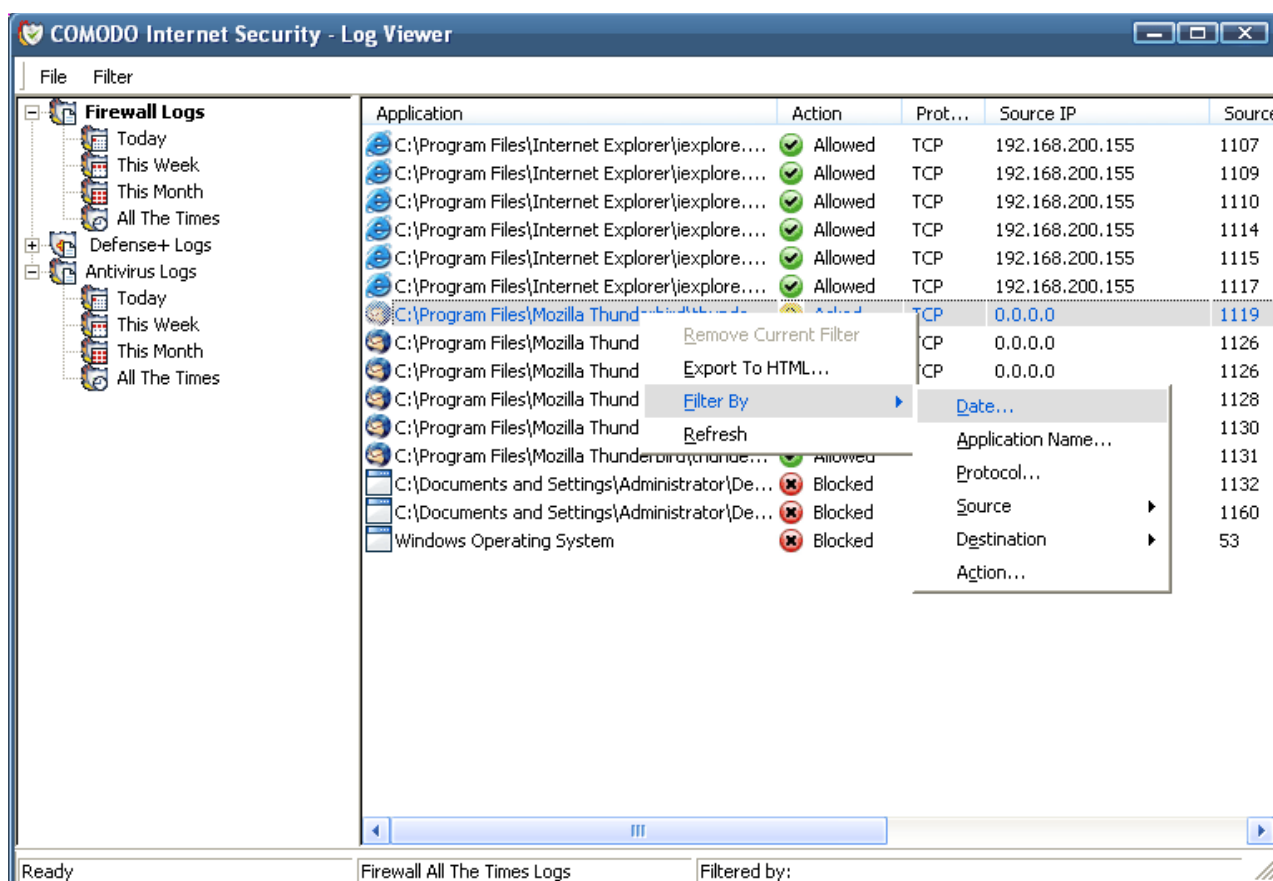 COMODO Internet Security - Log Viewer
File Filter
Firewall Logs
Today
This Week
This Month
All The Times
Defense+ Logs
Antivirus Logs
Today
This Week
This Month
All The Times
Application Action Prot... Source IP Source
C:\Program Files\Internet Explorer\iexplore.... Allowed TCP 192.168.200.155 1107
C:\Program Files\Internet Explorer\iexplore.... Allowed TCP 192.168.200.155 1109
C:\Program Files\Internet Explorer\iexplore.... Allowed TCP 192.168.200.155 1110
C:\Program Files\Internet Explorer\iexplore.... Allowed TCP 192.168.200.155 1114
C:\Program Files\Internet Explorer\iexplore.... Allowed TCP 192.168.200.155 1115
C:\Program Files\Internet Explorer\iexplore.... Allowed TCP 192.168.200.155 1117
C:\Program Files\Mozilla Thunderbird\thunde... Asked TCP 0.0.0.0 1119
C:\Program Files\Mozilla Thund TCP 0.0.0.0 1126
C:\Program Files\Mozilla Thund TCP 0.0.0.0 1126
C:\Program Files\Mozilla Thund 1128
C:\Program Files\Mozilla Thund 1130
C:\Program Files\Mozilla Thunderbird\thunde... Allowed 1131
C:\Documents and Settings\Administrator\De... Blocked 1132
C:\Documents and Settings\Administrator\De... Blocked 1160
Windows Operating System Blocked 53
Remove Current Filter
Export To HTML...
Filter By
Refresh
Date...
Application Name...
Protocol...
Source
Destination
Action...
Ready Firewall All The Times Logs Filtered by: